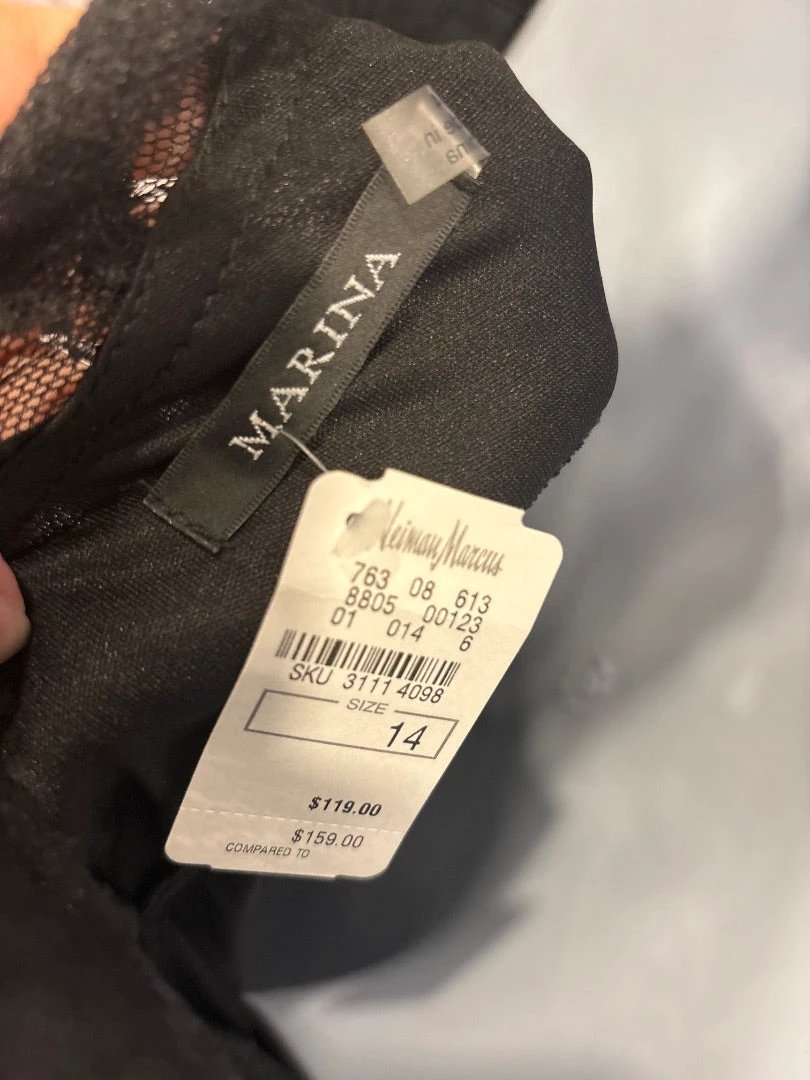 MARINA
Neiman Marcus
763 08 613
8805 00123
01 014 6
SKU 3111 4098
SIZE
14
$119.00
$159.00
COMPARED TO